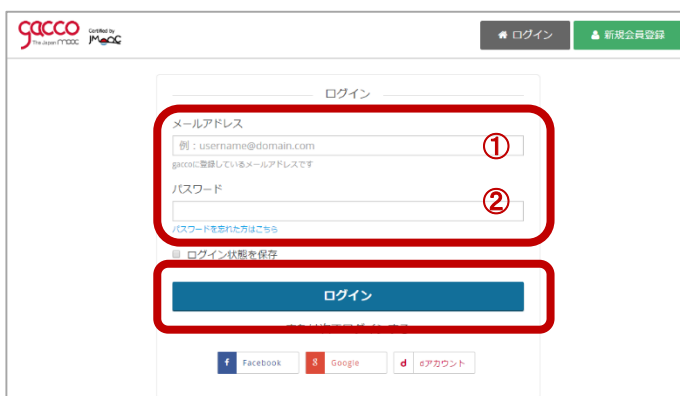 gacco
The Japan MOOC
Certified by
JMOOC
ログイン
新規会員登録
ログイン
メールアドレス
例：username@domain.com
①
gaccoに登録しているメールアドレスです
パスワード
②
パスワードを忘れた方はこちら
ログイン状態を保存
ログイン
f Facebook
8 Google
d dアカウント